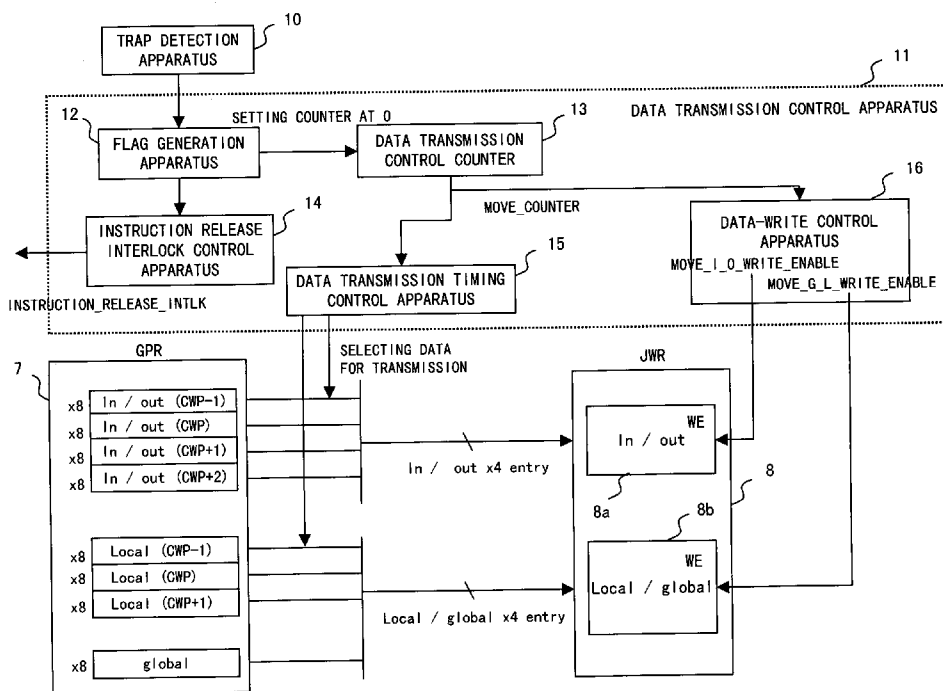 TRAP DETECTION
APPARATUS
10
11
DATA TRANSMISSION CONTROL APPARATUS
12
SETTING COUNTER AT 0
13
FLAG GENERATION
APPARATUS
DATA TRANSMISSION
CONTROL COUNTER
14
INSTRUCTION RELEASE
INTERLOCK CONTROL
APPARATUS
MOVE_COUNTER
16
DATA-WRITE CONTROL
APPARATUS
MOVE_I_O_WRITE_ENABLE
MOVE_G_L_WRITE_ENABLE
15
DATA TRANSMISSION TIMING
CONTROL APPARATUS
INSTRUCTION_RELEASE_INTLK
GPR
7
SELECTING DATA
FOR TRANSMISSION
JWR
x8 In / out (CWP-1)
x8 In / out (CWP)
x8 In / out (CWP+1)
x8 In / out (CWP+2)
In / out x4 entry
WE
In / out
8a
8
8b
x8 Local (CWP-1)
x8 Local (CWP)
x8 Local (CWP+1)
Local / global x4 entry
WE
Local / global
x8 global